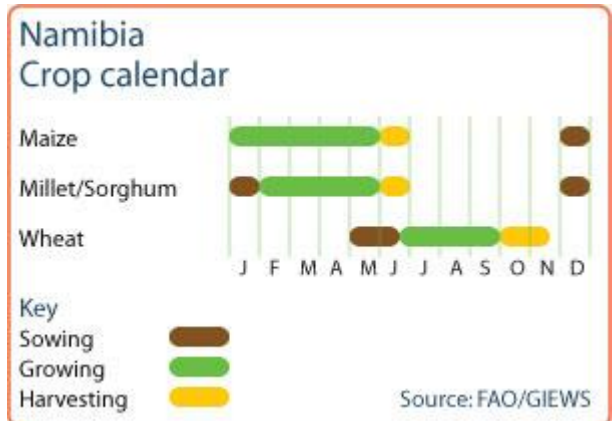 Namibia
Crop calendar
Maize
Millet/Sorghum
Wheat
J F M A M J J A S O N D
Key
Sowing
Growing
Harvesting
Source: FAO/GIEWS